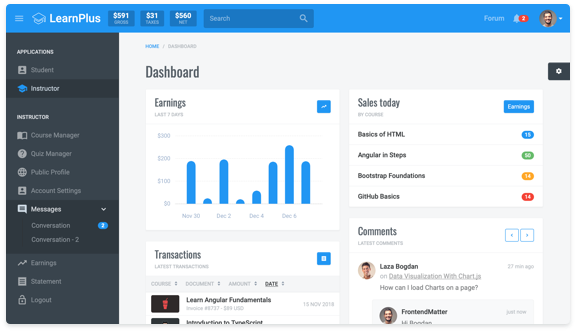 LearnPlus
$591
GROSS
$31
TAXES
$560
NET
Search
Forum
2
APPLICATIONS
Student
Instructor
INSTRUCTOR
Course Manager
Quiz Manager
Public Profile
Account Settings
Messages
Conversation 2
Conversation - 2
Earnings
Statement
Logout
HOME / DASHBOARD
Dashboard
Earnings
LAST 7 DAYS
$300
$200
$100
$0
Nov 30 Dec 2 Dec 4 Dec 6
Transactions
LATEST TRANSACTIONS
COURSE DOCUMENT AMOUNT DATE
Learn Angular Fundamentals
Invoice #8737 - $89 USD
15 NOV 2018
Introduction to TypeScript
Sales today
BY COURSE
Earnings
Basics of HTML 15
Angular in Steps 50
Bootstrap Foundations 14
GitHub Basics 14
Comments
LATEST COMMENTS
Laza Bogdan 27 min ago
on Data Visualization With Chart.js
How can I load Charts on a page?
FrontendMatter just now
Hi Bogdan